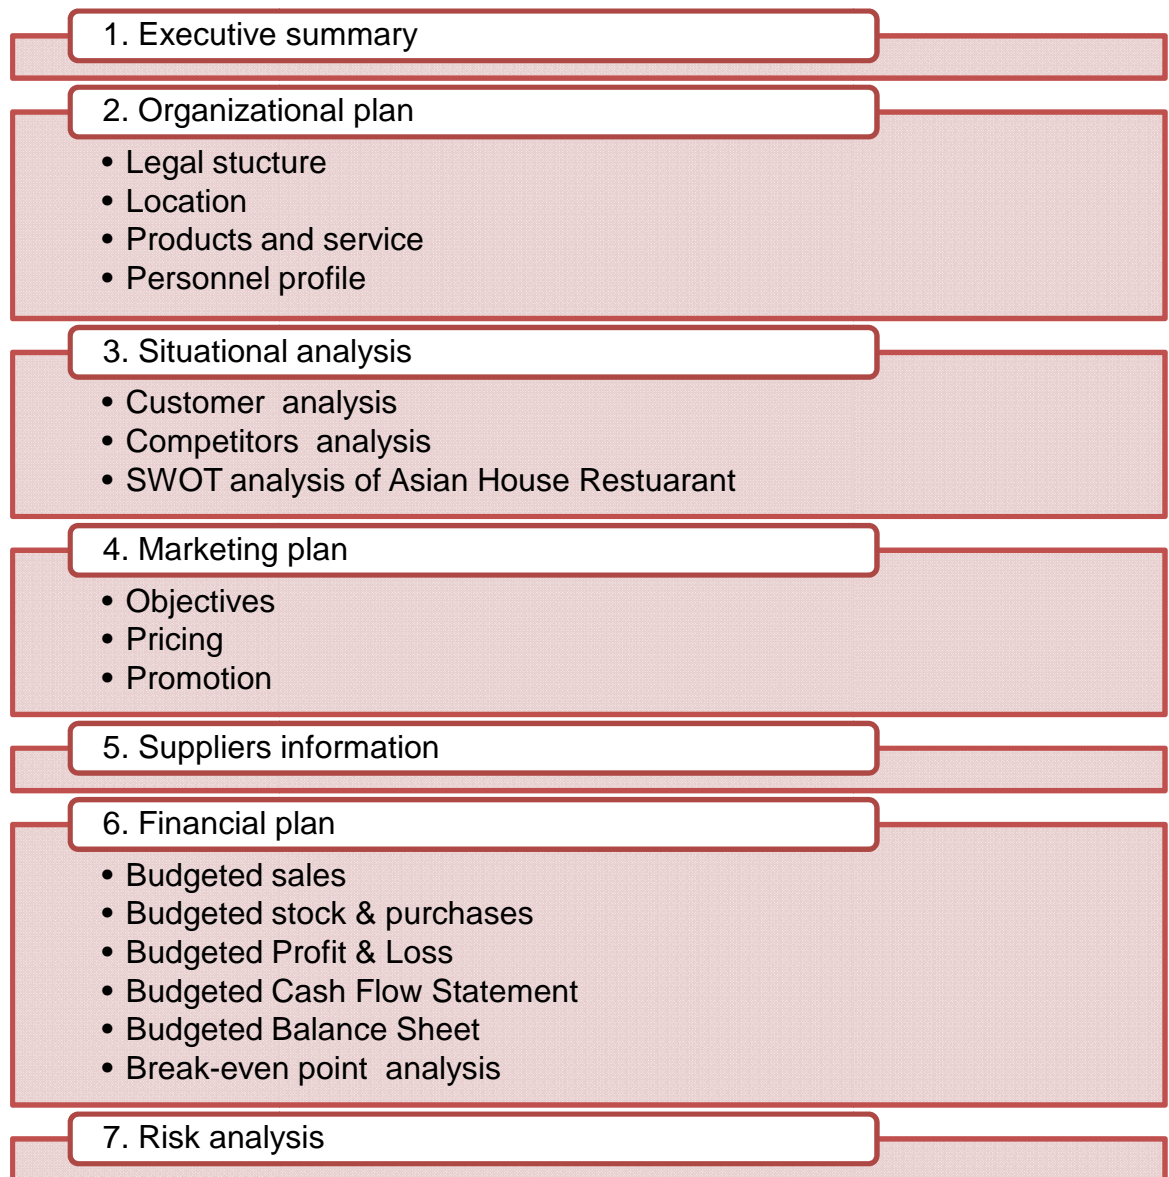 1. Executive summary
2. Organizational plan
• Legal stucture
• Location
• Products and service
• Personnel profile
3. Situational analysis
• Customer  analysis
• Competitors  analysis
• SWOT analysis of Asian House Restuarant
4. Marketing plan
• Objectives
• Pricing
• Promotion
5. Suppliers information
6. Financial plan
• Budgeted sales
• Budgeted stock & purchases
• Budgeted Profit & Loss
• Budgeted Cash Flow Statement
• Budgeted Balance Sheet
• Break-even point  analysis
7. Risk analysis